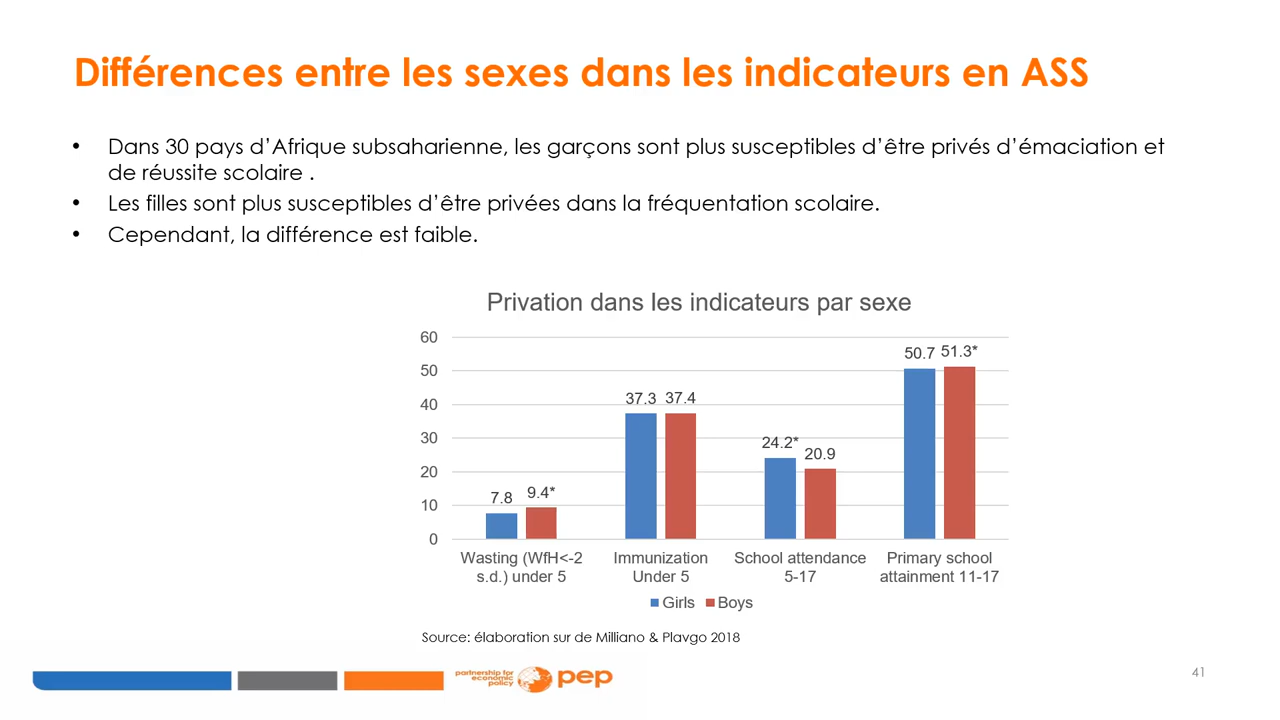 Différences entre les sexes dans les indicateurs en ASS
• Dans 30 pays d’Afrique subsaharienne, les garçons sont plus susceptibles d’être privés d’émaciation et
de réussite scolaire .
• Les filles sont plus susceptibles d’être privées dans la fréquentation scolaire.
• Cependant, la différence est faible.
Privation dans les indicateurs par sexe
60
50
40
30
20
10
0
7.8 9.4*
37.3 37.4
24.2* 20.9
50.7 51.3*
Wasting (WfH<-2
s.d.) under 5
Immunization
Under 5
School attendance
5-17
Primary school
attainment 11-17
Girls Boys
Source: élaboration sur de Milliano & Plavgo 2018
partnership for
economic
policy
pep
41